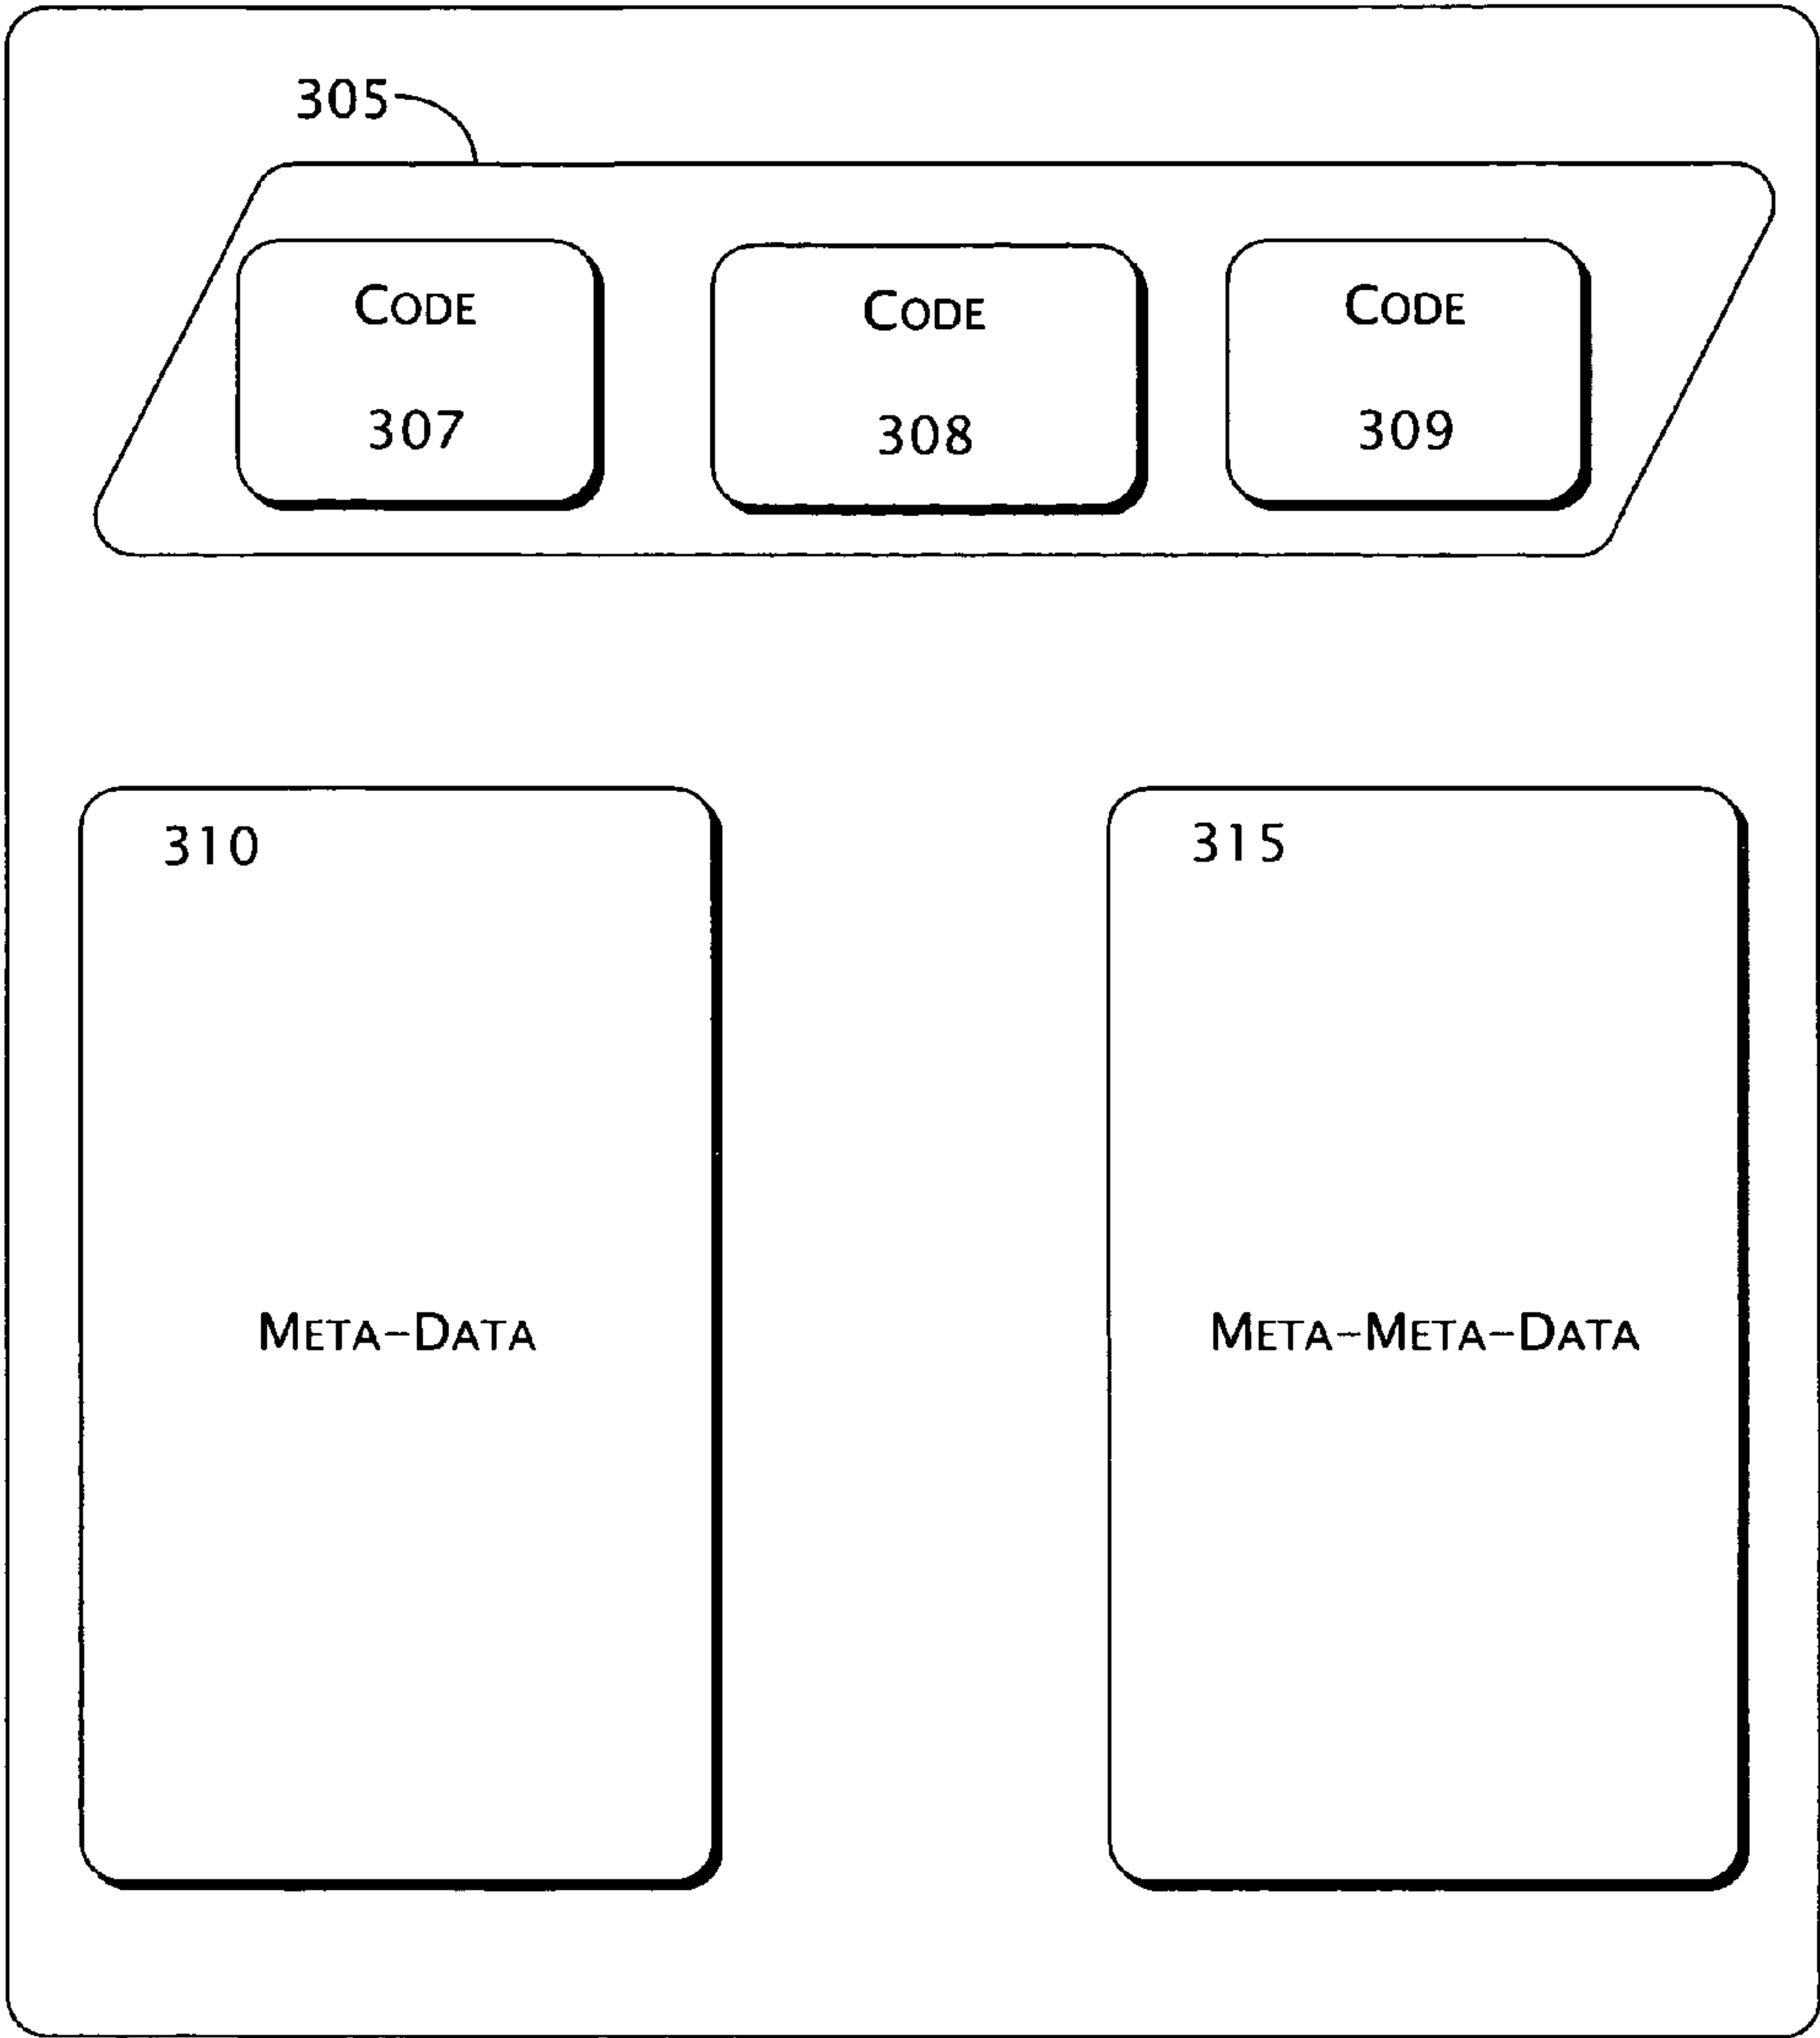 305
CODE CODE CODE
307 308 309
310 315
META-DATA META-META-DATA